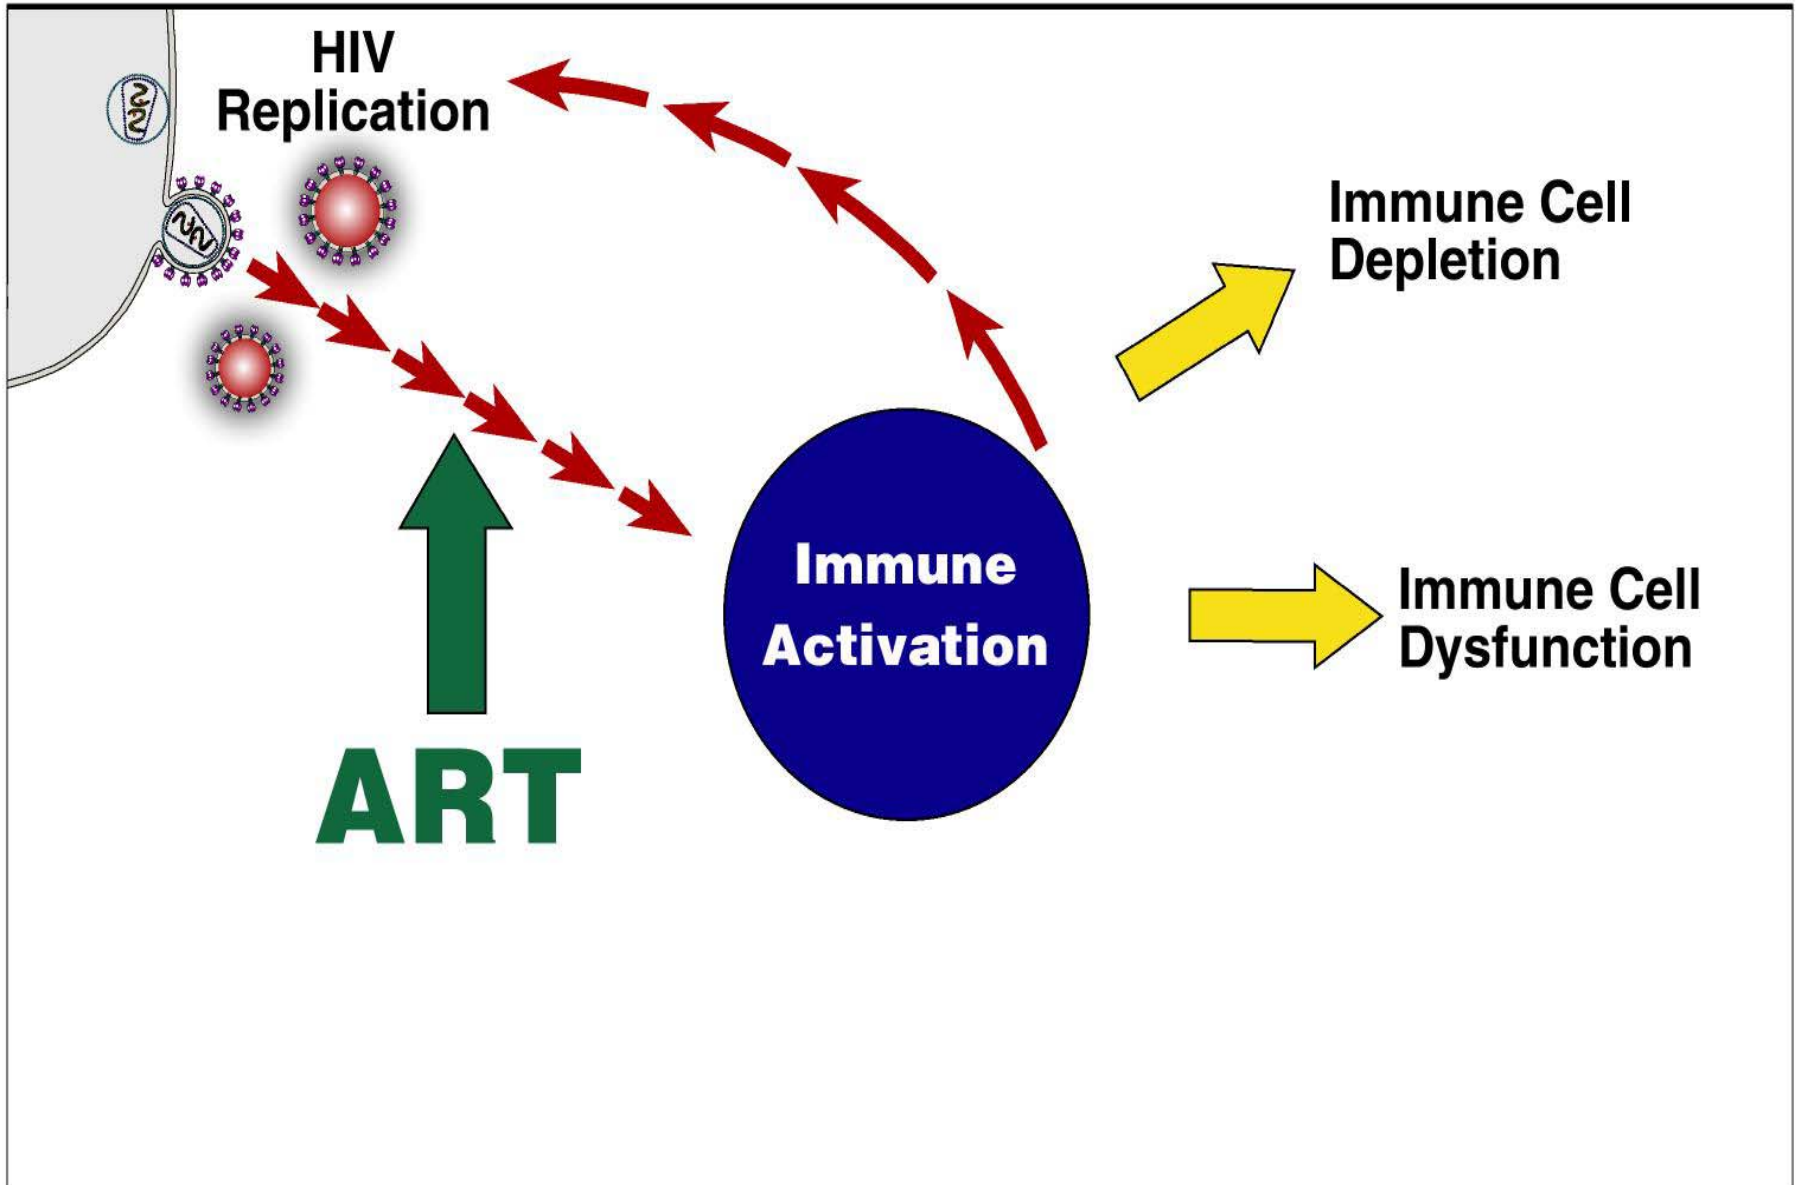 HIV
Replication
Immune Cell
Depletion
Immune
Activation
Immune Cell
Dysfunction
ART